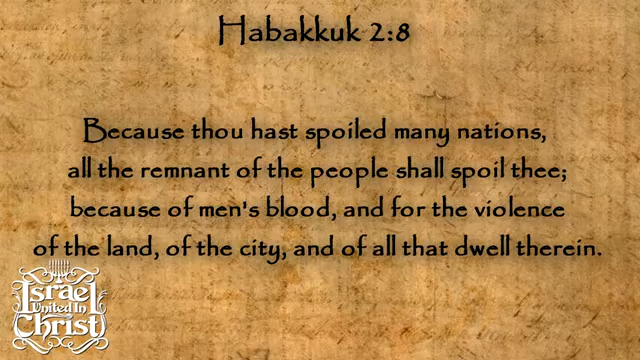 Habakkuk 2:8
Because thou hast spoiled many nations,
all the remnant of the people shall spoil thee;
because of men's blood, and for the violence
of the land, of the city, and of all that dwell therein.
Israel
United In
Christ